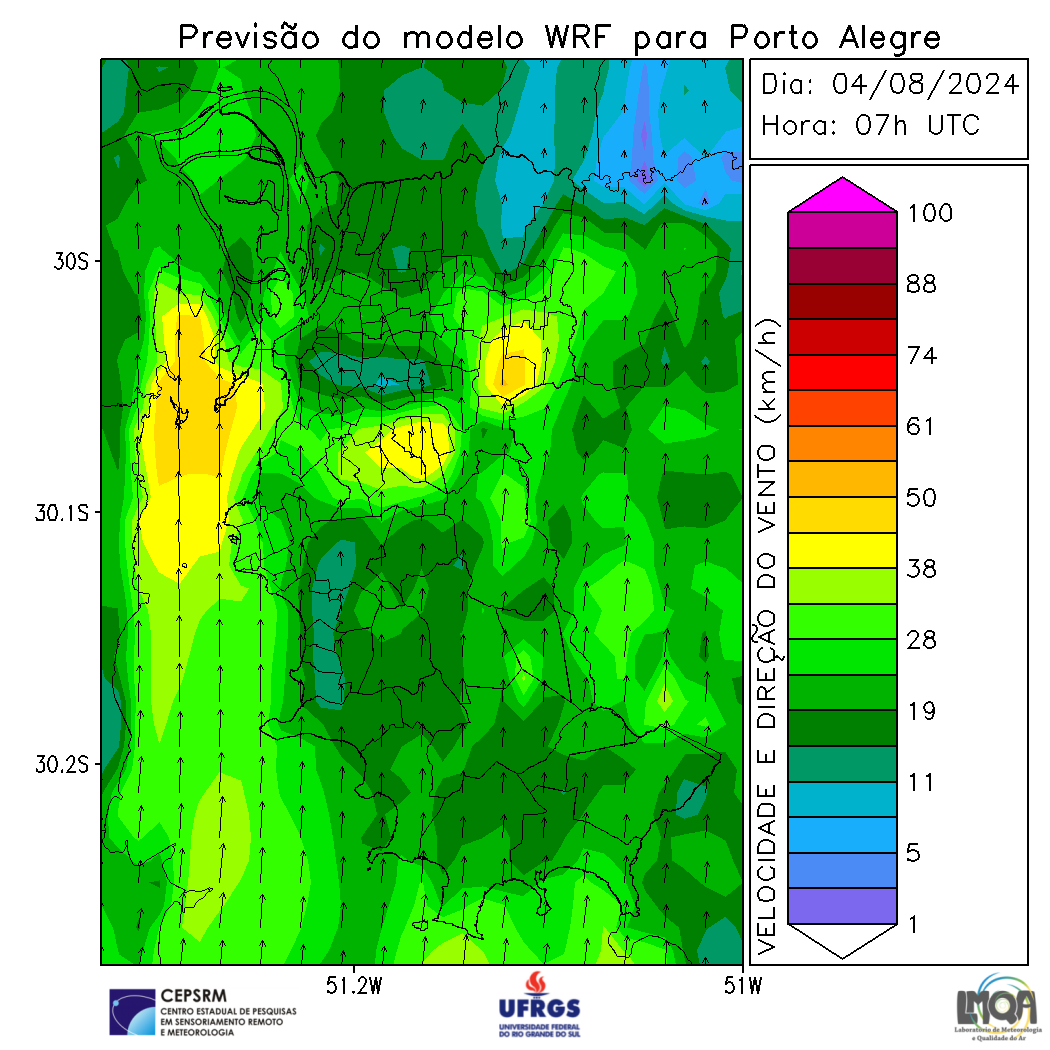 Previsão do modelo WRF para Porto Alegre
Dia: 04/08/2024
Hora: 07h UTC
30S
30.1S
30.2S
51.2W
51W
VELOCIDADE E DIREÇÃO DO VENTO (km/h)
100
88
74
61
50
38
28
19
11
5
1
CEPSRM
CENTRO ESTADUAL DE PESQUISAS
EM SENSORIAMENTO REMOTO
E METEOROLOGIA
UFRGS
UNIVERSIDADE FEDERAL
DO RIO GRANDE DO SUL
LMQA
Laboratório de Meteorologia
e Qualidade do Ar